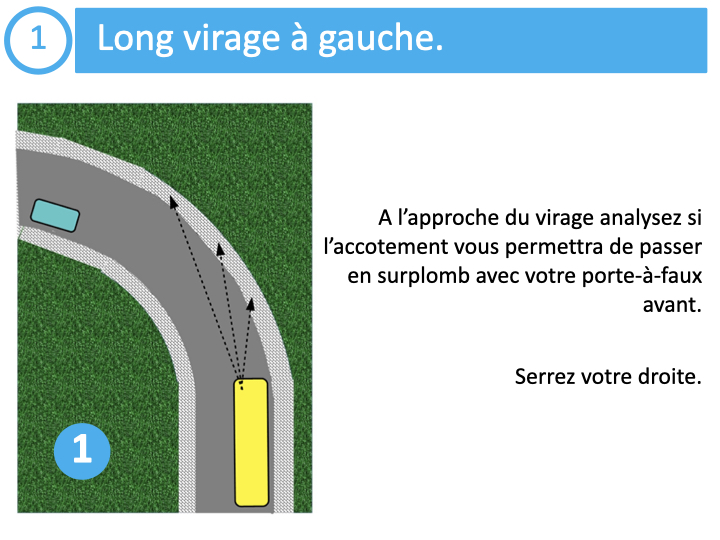 1
Long virage à gauche.
A l’approche du virage analysez si
l’accotement vous permettra de passer
en surplomb avec votre porte-à-faux
avant.
Serrez votre droite.
1